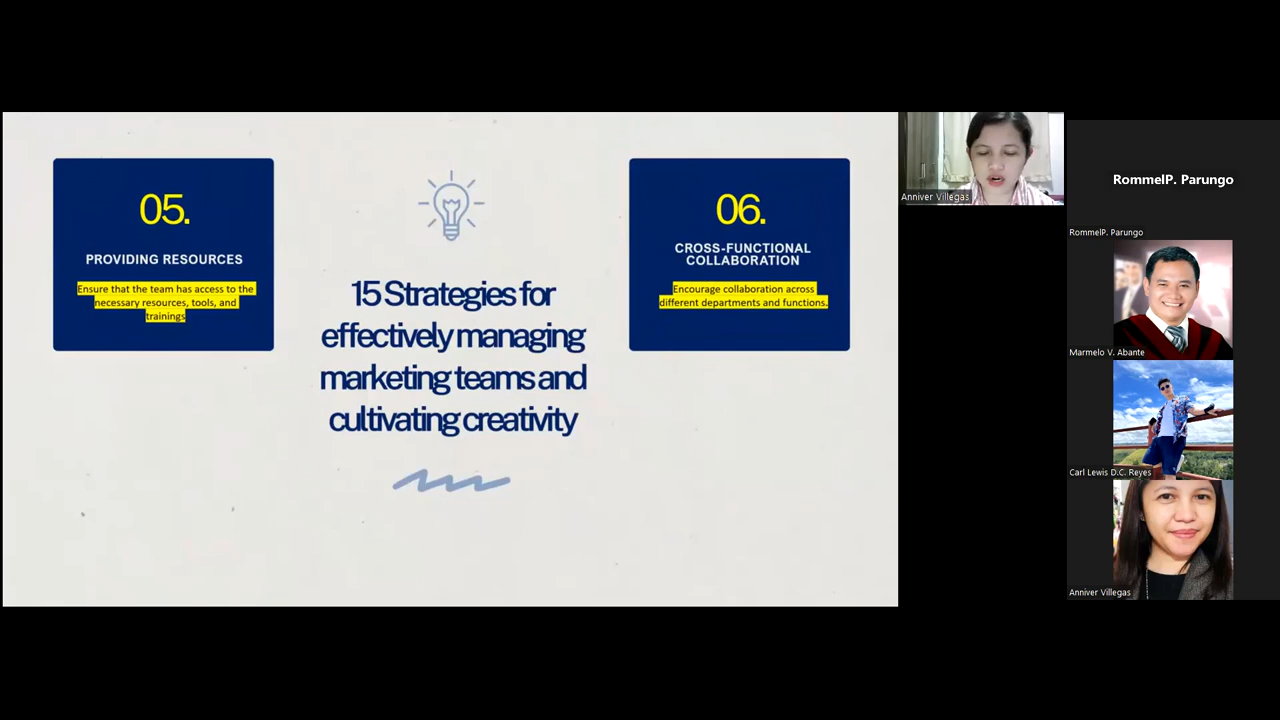 05.
PROVIDING RESOURCES
Ensure that the team has access to the
necessary resources, tools, and
trainings
15 Strategies for
effectively managing
marketing teams and
cultivating creativity
06.
CROSS-FUNCTIONAL
COLLABORATION
Encourage collaboration across
different departments and functions.
Anniver Villegas
RommelP. Parungo
RommelP. Parungo
Marmelo V. Abante
Carl Lewis D.C. Reyes
Anniver Villegas